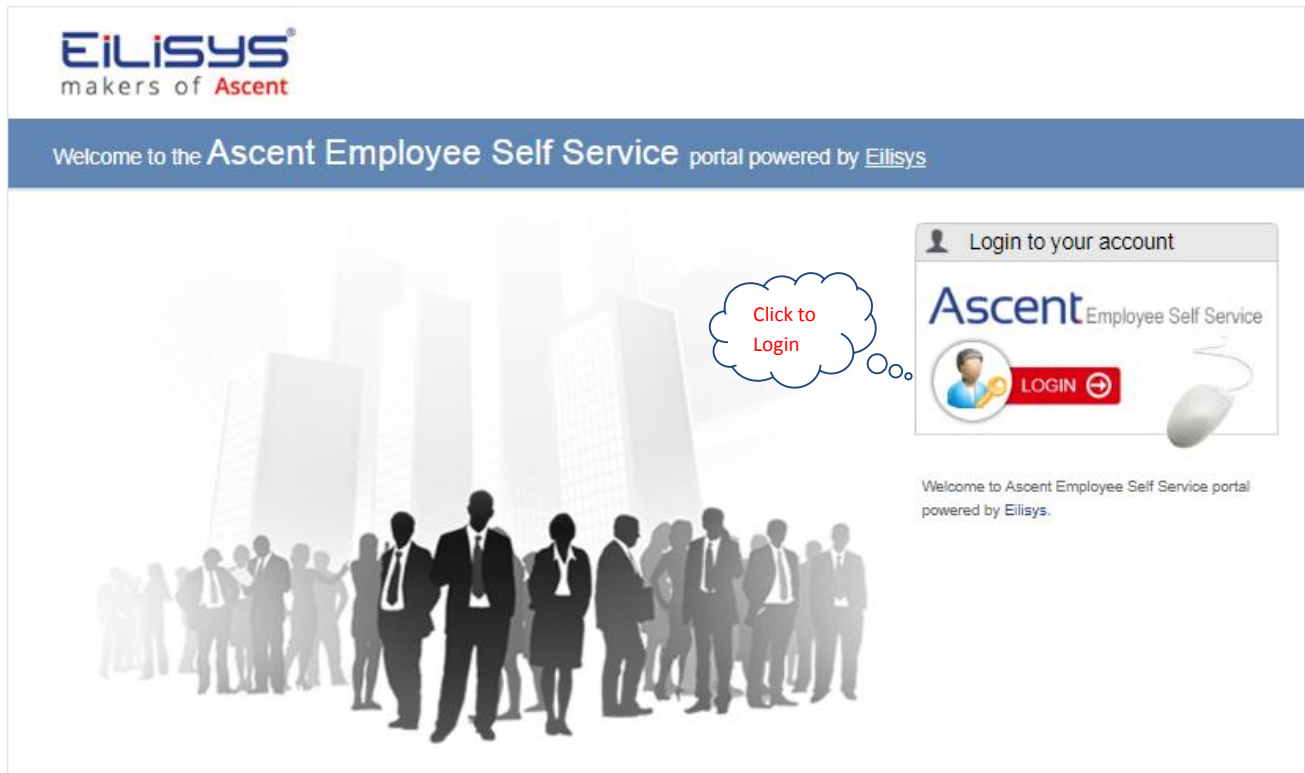 EiLiSYS®
makers of Ascent
Welcome to the Ascent Employee Self Service portal powered by Eilisys
Login to your account
Ascent Employee Self Service
Click to
Login
LOGIN
Welcome to Ascent Employee Self Service portal
powered by Eilisys.